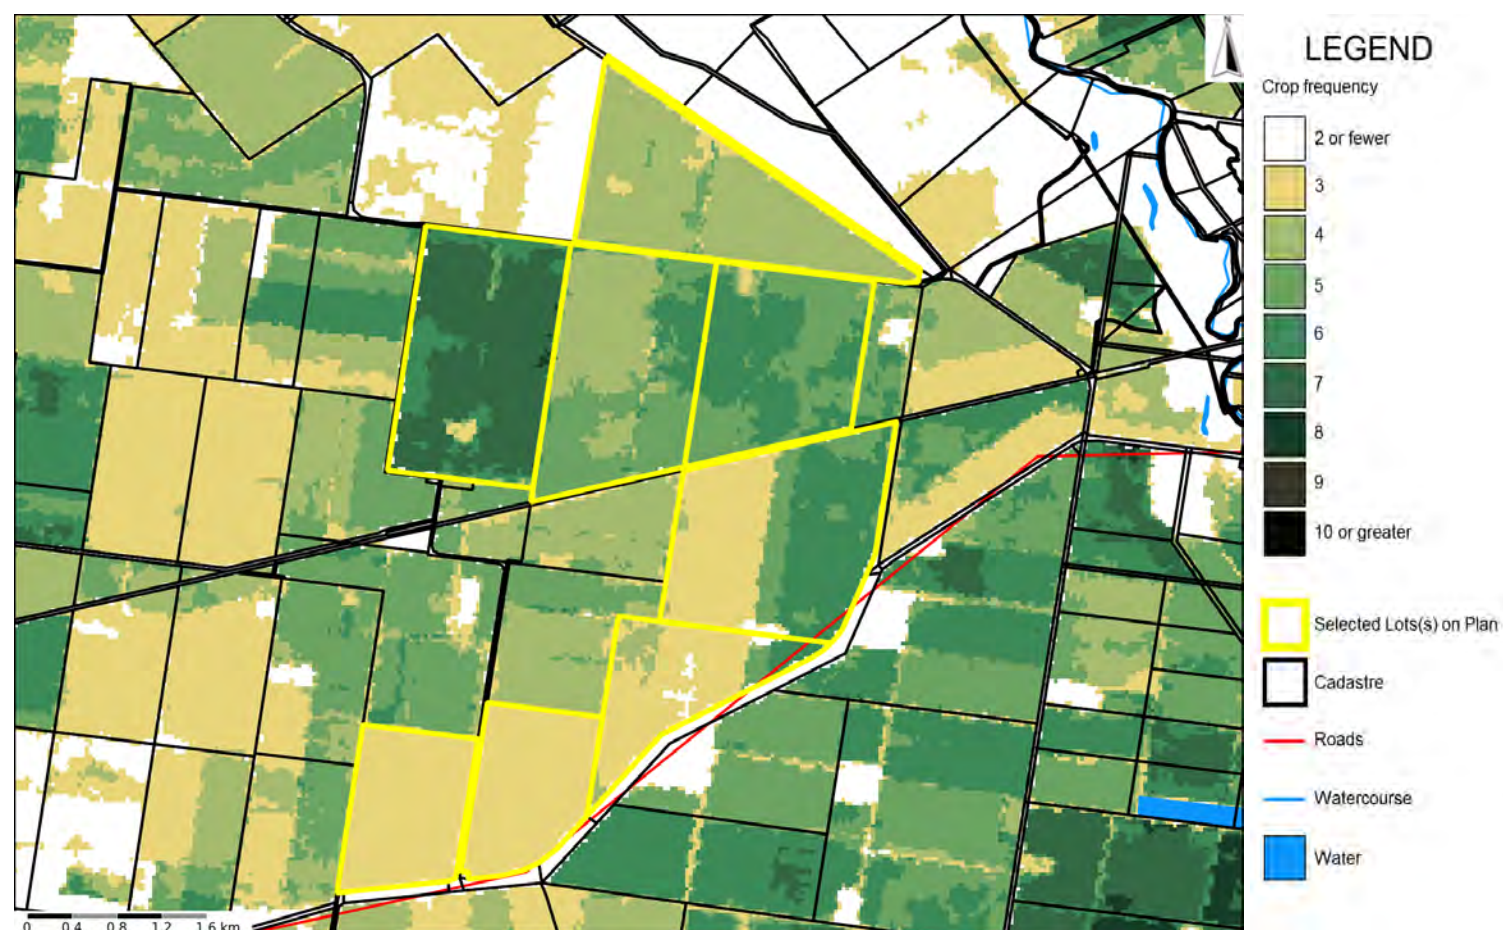 LEGEND
Crop frequency
2 or fewer
3
4
5
6
7
8
9
10 or greater
Selected Lots(s) on Plan
Cadastre
Roads
Watercourse
Water
0 0.4 0.8 1.2 1.6 km